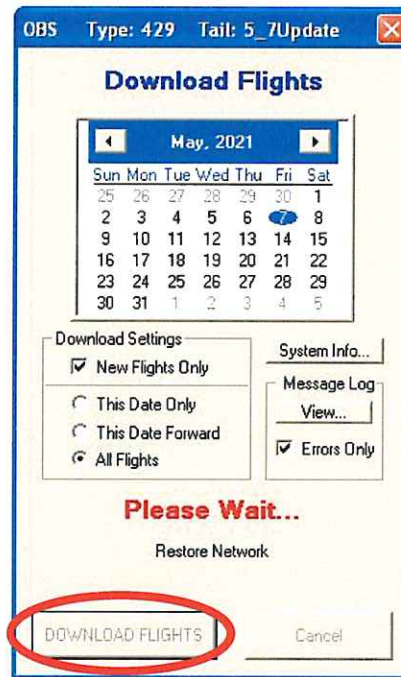 OBS Type: 429 Tail: 5_7Update
Download Flights
May, 2021
Sun Mon Tue Wed Thu Fri Sat
25 26 27 28 29 30 1
2 3 4 5 6 7 8
9 10 11 12 13 14 15
16 17 18 19 20 21 22
23 24 25 26 27 28 29
30 31 1 2 3 4 5
Download Settings
New Flights Only
This Date Only
This Date Forward
All Flights
System Info...
Message Log
View...
Errors Only
Please Wait...
Restore Network
DOWNLOAD FLIGHTS Cancel